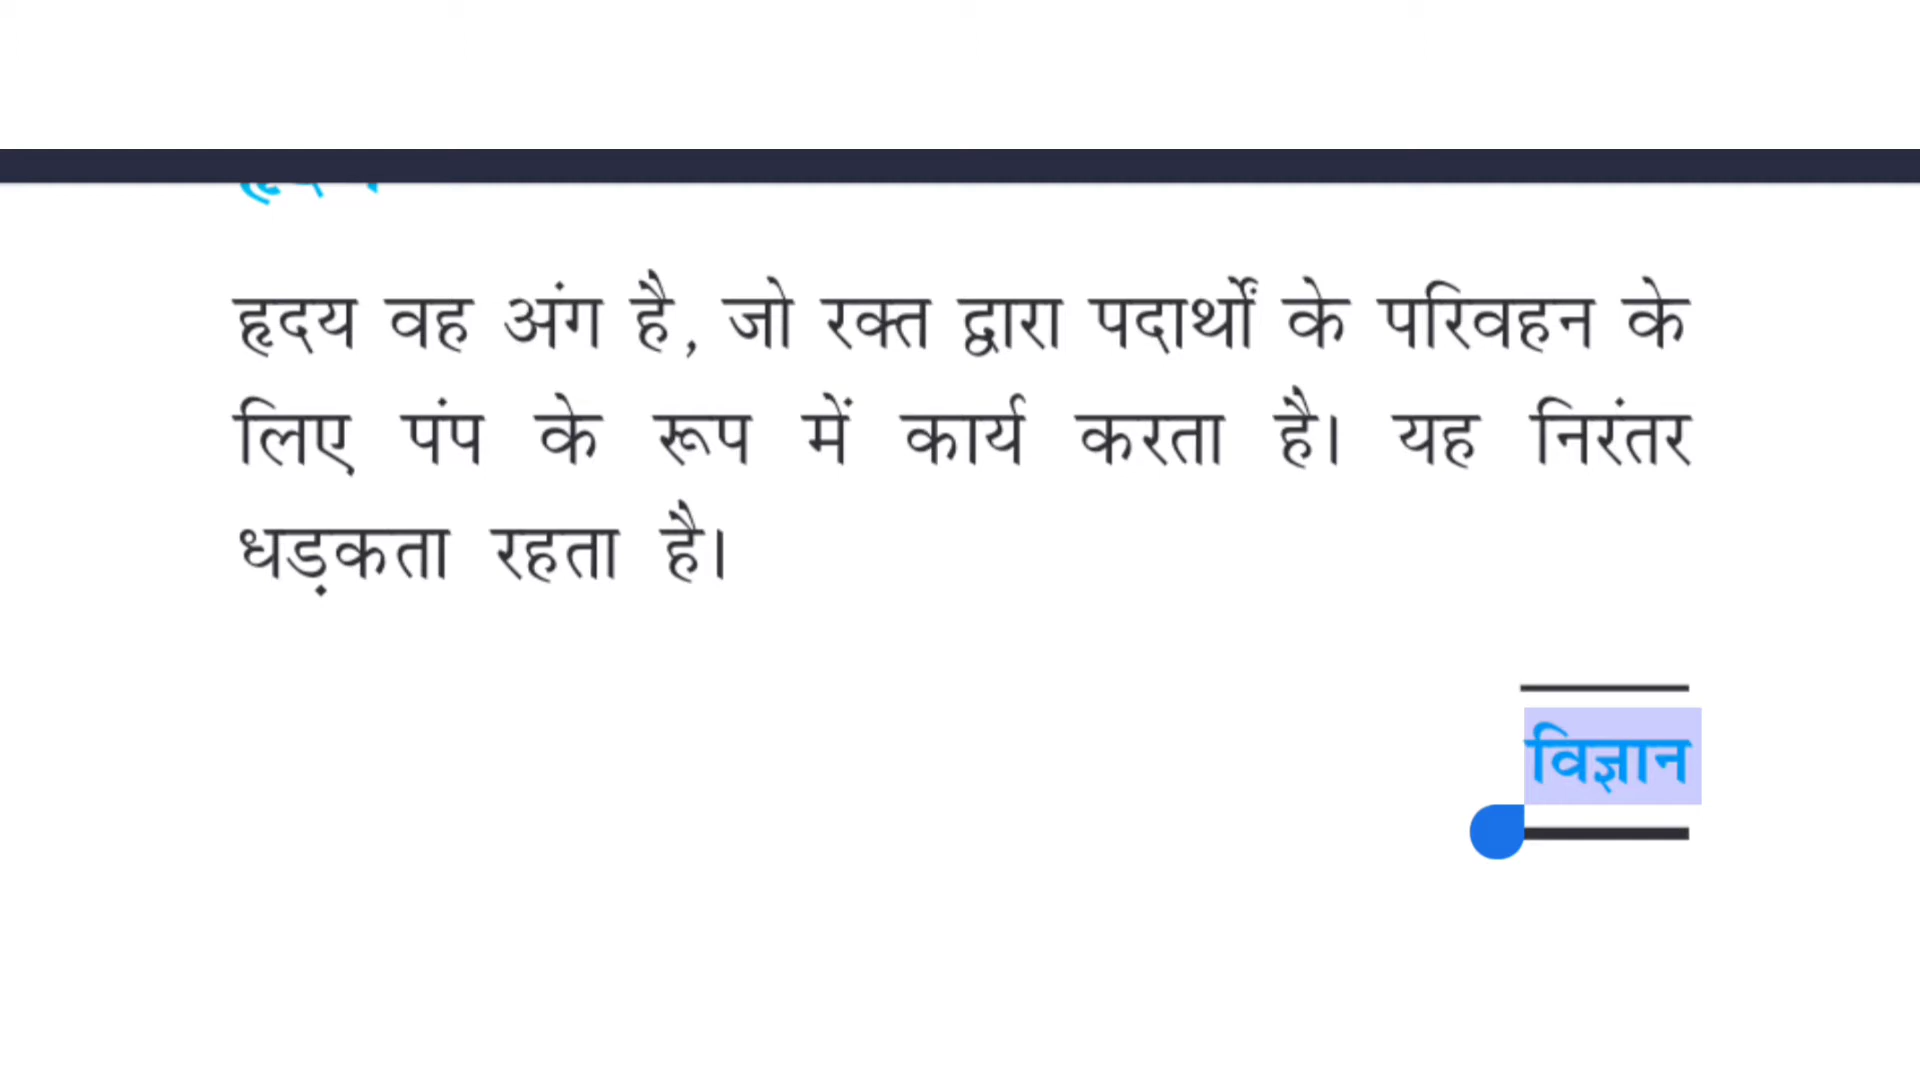 हृदय वह अंग है, जो रक्त द्वारा पदार्थों के परिवहन के
लिए पंप के रूप में कार्य करता है। यह निरंतर
धड़कता रहता है।
विज्ञान